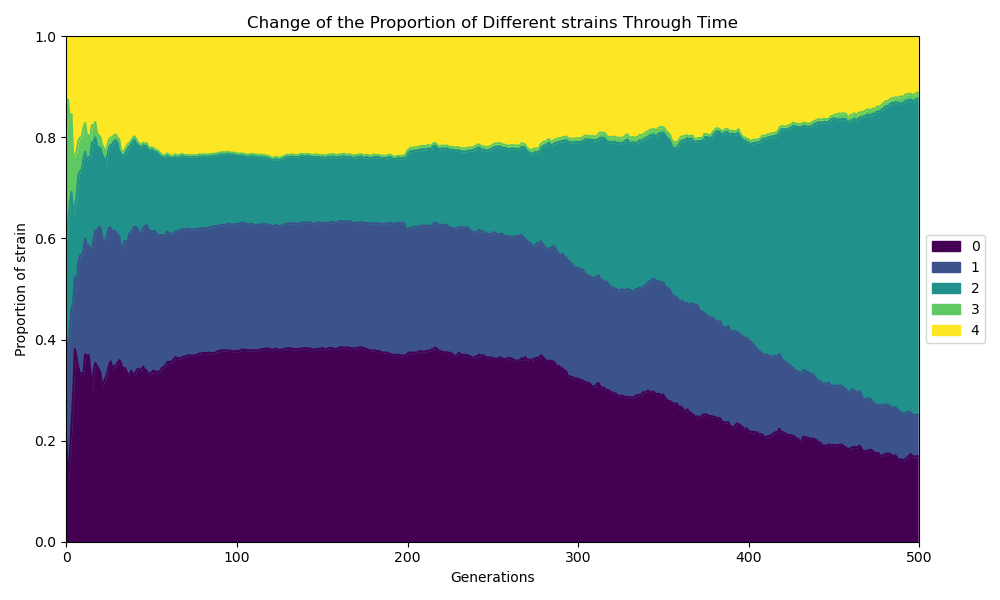 Change of the Proportion of Different strains Through Time
1.0
0.8
0.6
0.4
0.2
0.0
Proportion of strain
0 100 200 300 400 500
Generations
0
1
2
3
4